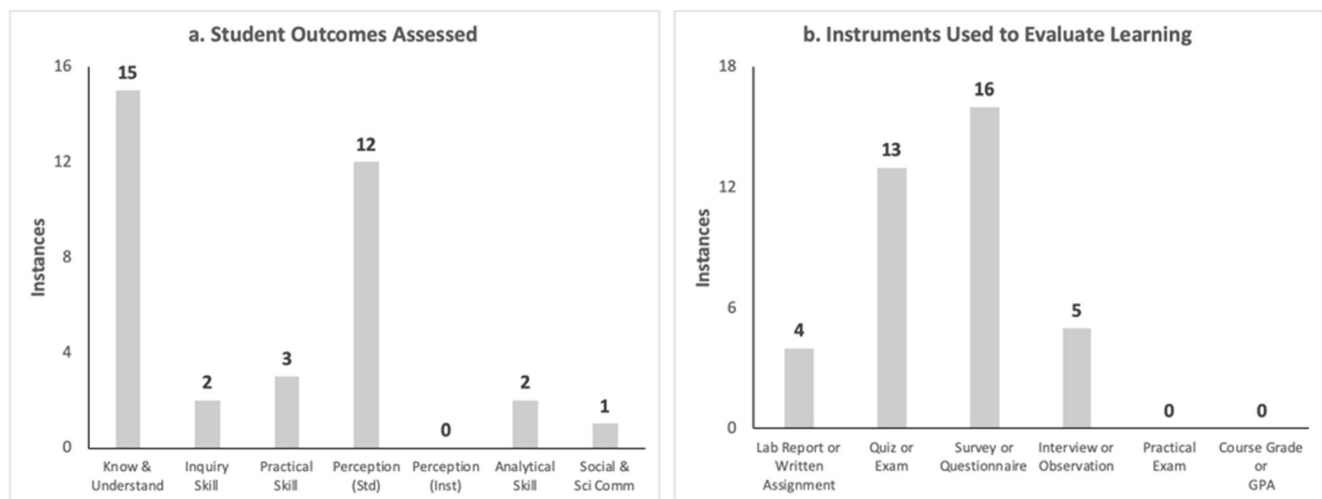 a. Student Outcomes Assessed
16
12
8
4
0
Instances
15
2
3
12
0
2
1
Know &
Understand
Inquiry
Skill
Practical
Skill
Perception
(Std)
Perception
(Inst)
Analytical
Skill
Social &
Sci Comm
b. Instruments Used to Evaluate Learning
18
12
6
0
Instances
4
13
16
5
0
0
Lab Report or
Written
Assignment
Quiz or
Exam
Survey or
Questionnaire
Interview or
Observation
Practical
Exam
Course Grade
or
GPA